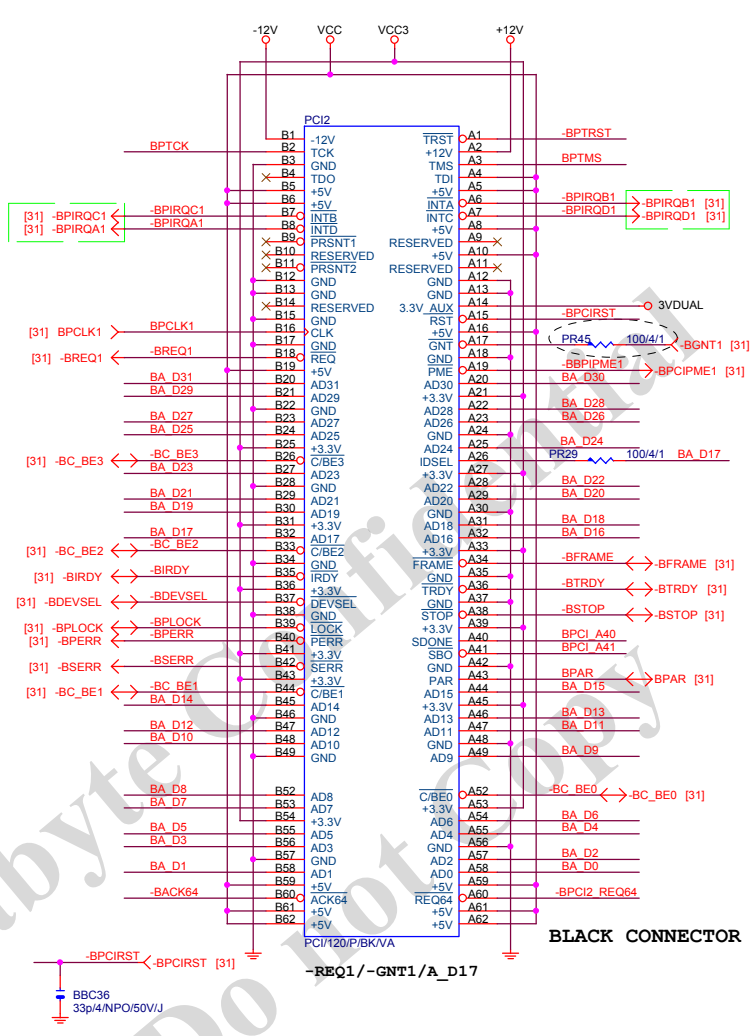 -12V VCC VCC3 +12V
PCI2
B1 -12V TRST A1 -BPTRST
BPTCK B2 TCK +12V A2
B3 GND TMS A3 BPTMS
B4 TDO TDI A4
B5 +5V +5V A5
B6 +5V INTA A6 -BPIRQB1 -BPIRQB1 [31]
[31] -BPIRQC1 -BPIRQC1 B7 INTB INTC A7 -BPIRQD1 -BPIRQD1 [31]
[31] -BPIRQA1 -BPIRQA1 B8 INTD +5V A8
B9 PRSNT1 RESERVED A9
B10 RESERVED +5V A10
B11 PRSNT2 RESERVED A11
B12 GND GND A12
B13 GND GND A13
B14 RESERVED 3.3V_AUX A14 3VDUAL
B15 GND RST A15 -BPCIRST
[31] BPCLK1 BPCLK1 B16 CLK +5V A16
B17 GND GNT A17 PR45 100/4/1 -BGNT1 [31]
[31] -BREQ1 -BREQ1 B18 REQ GND A18
B19 +5V PME A19 -BBPIPME1 -BPCIPME1 [31]
BA_D31 B20 AD31 AD30 A20 BA_D30
BA_D29 B21 AD29 +3.3V A21
B22 GND AD28 A22 BA_D28
BA_D27 B23 AD27 AD26 A23 BA_D26
BA_D25 B24 AD25 GND A24
B25 +3.3V AD24 A25 BA_D24
[31] -BC_BE3 -BC_BE3 B26 C/BE3 IDSEL A26 PR29 100/4/1 BA_D17
BA_D23 B27 AD23 +3.3V A27
B28 GND AD22 A28 BA_D22
BA_D21 B29 AD21 AD20 A29 BA_D20
BA_D19 B30 AD19 GND A30
B31 +3.3V AD18 A31 BA_D18
BA_D17 B32 AD17 AD16 A32 BA_D16
[31] -BC_BE2 -BC_BE2 B33 C/BE2 +3.3V A33
B34 GND FRAME A34 -BFRAME -BFRAME [31]
[31] -BIRDY -BIRDY B35 IRDY GND A35
B36 +3.3V TRDY A36 -BTRDY -BTRDY [31]
[31] -BDEVSEL -BDEVSEL B37 DEVSEL GND A37
B38 GND STOP A38 -BSTOP -BSTOP [31]
[31] -BPLOCK -BPLOCK B39 LOCK +3.3V A39
[31] -BPERR -BPERR B40 PERR SDONE A40 BPCI_A40
B41 +3.3V SBO A41 BPCI_A41
[31] -BSERR -BSERR B42 SERR GND A42
B43 +3.3V PAR A43 BPAR BPAR [31]
[31] -BC_BE1 -BC_BE1 B44 C/BE1 AD15 A44 BA_D15
BA_D14 B45 AD14 +3.3V A45
B46 GND AD13 A46 BA_D13
BA_D12 B47 AD12 AD11 A47 BA_D11
BA_D10 B48 AD10 GND A48
B49 GND AD9 A49 BA_D9
BA_D8 B52 AD8 C/BE0 A52 -BC_BE0 -BC_BE0 [31]
BA_D7 B53 AD7 +3.3V A53
B54 +3.3V AD6 A54 BA_D6
BA_D5 B55 AD5 AD4 A55 BA_D4
BA_D3 B56 AD3 GND A56
B57 GND AD2 A57 BA_D2
BA_D1 B58 AD1 AD0 A58 BA_D0
B59 +5V +5V A59
-BACK64 B60 ACK64 REQ64 A60 -BPCI2_REQ64
B61 +5V +5V A61
B62 +5V +5V A62
PCI/120/P/BK/VA
BLACK CONNECTOR
-REQ1/-GNT1/A_D17
-BPCIRST -BPCIRST [31]
BBC36
33p/4/NPO/50V/J
abyte Confidential
Do not Copy